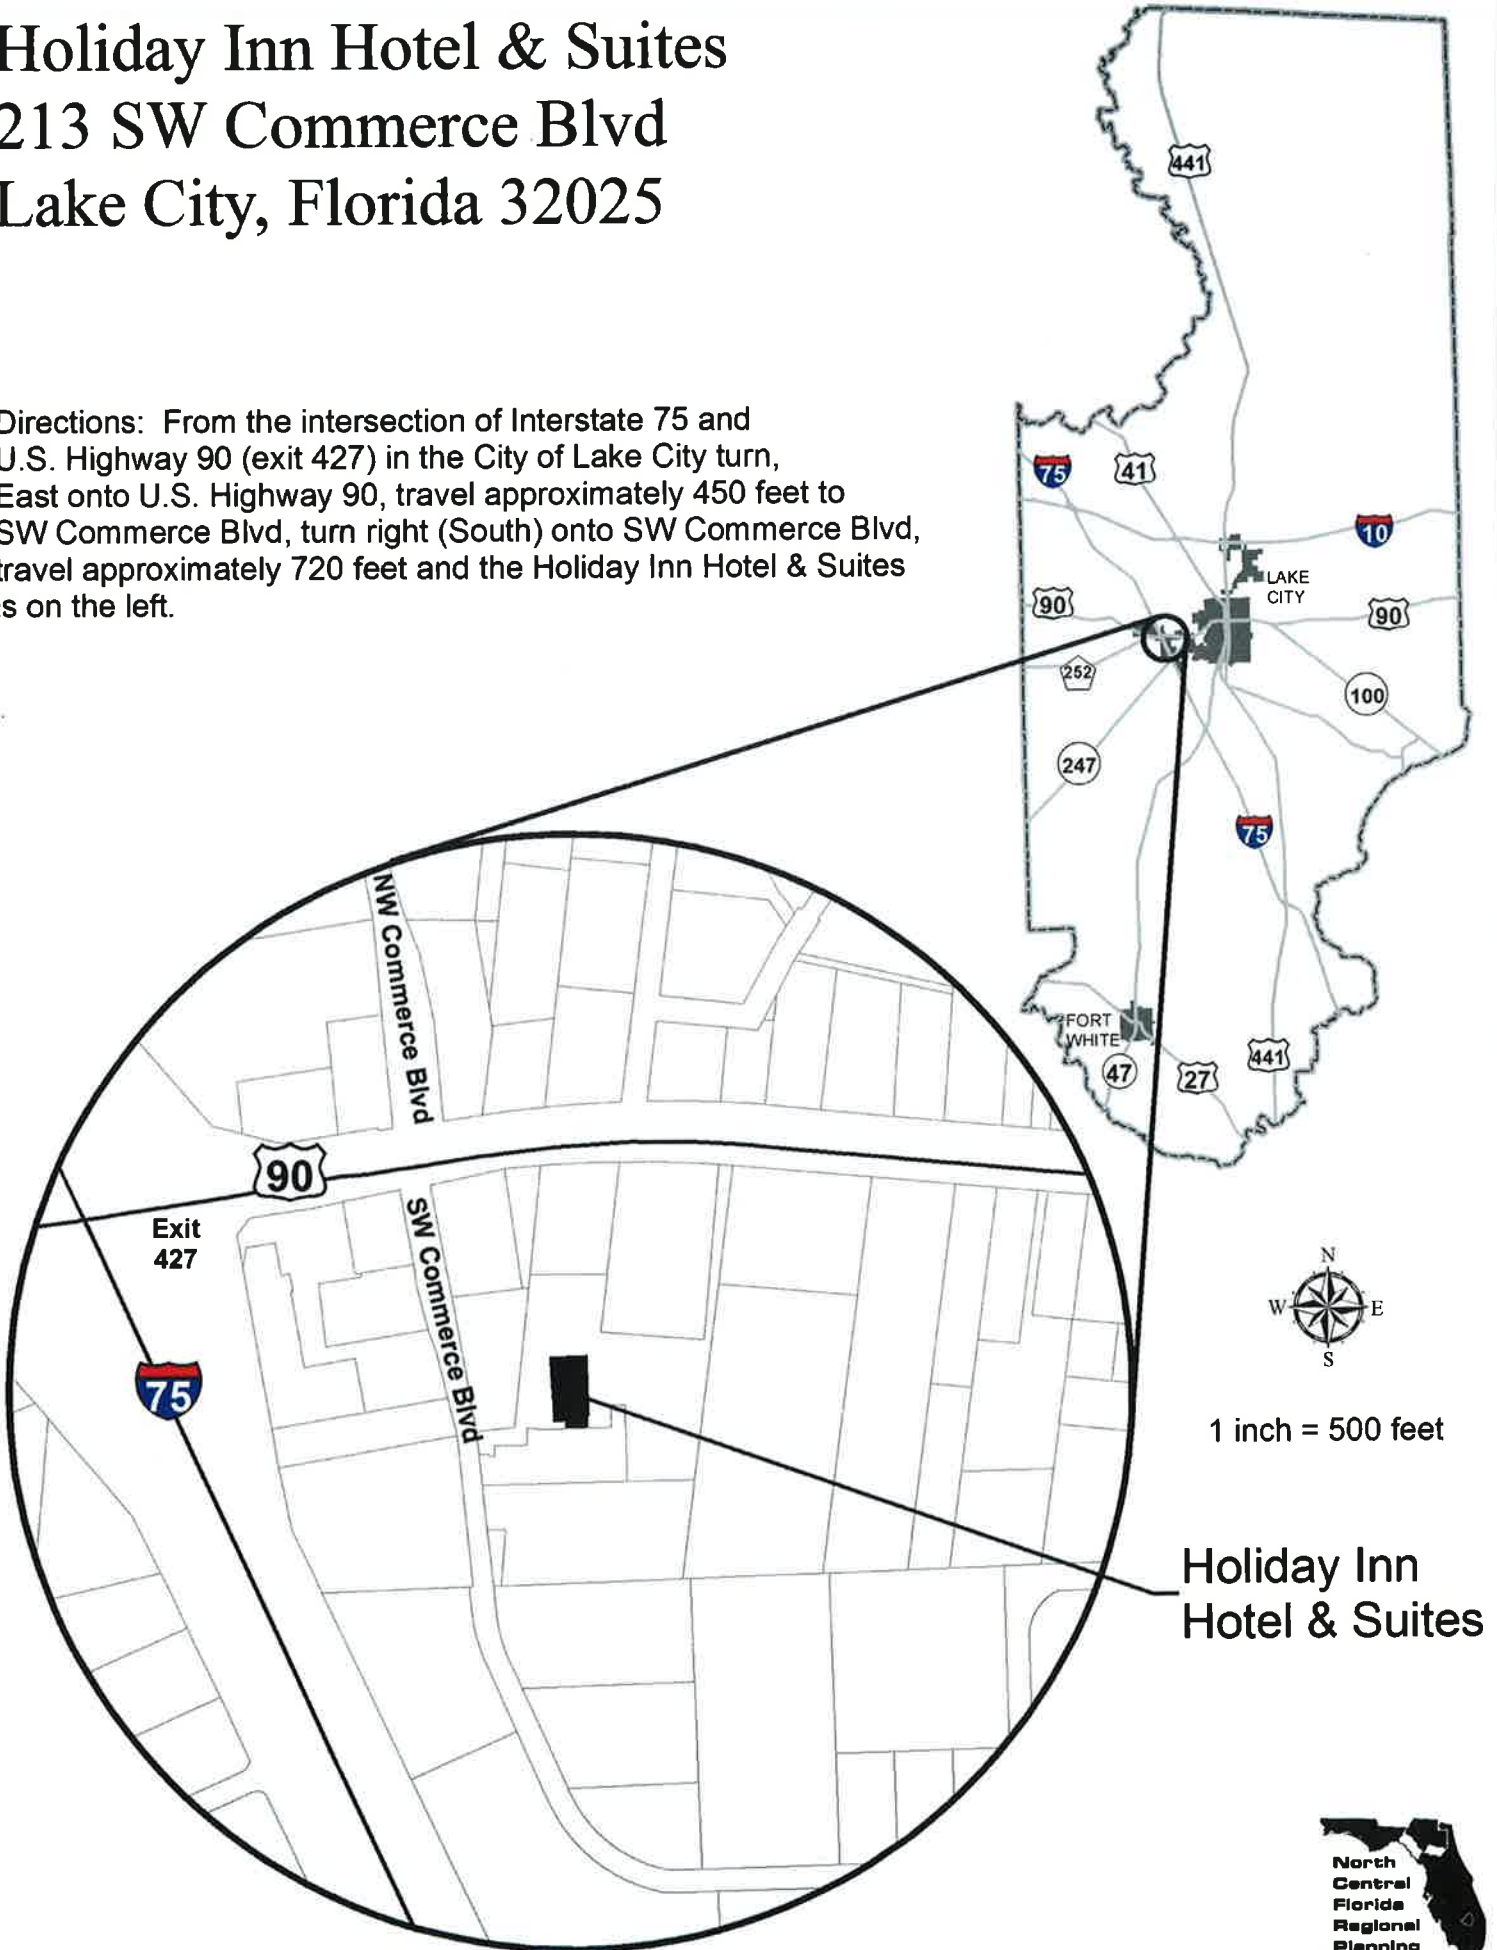 Holiday Inn Hotel & Suites
213 SW Commerce Blvd
Lake City, Florida 32025
Directions: From the intersection of Interstate 75 and
U.S. Highway 90 (exit 427) in the City of Lake City turn,
East onto U.S. Highway 90, travel approximately 450 feet to
SW Commerce Blvd, turn right (South) onto SW Commerce Blvd,
travel approximately 720 feet and the Holiday Inn Hotel & Suites
is on the left.
441
75
41
10
LAKE
CITY
90
90
252
100
247
75
FORT
WHITE
47
27
441
NW Commerce Blvd
90
Exit
427
SW Commerce Blvd
75
N
W
E
S
1 inch = 500 feet
Holiday Inn
Hotel & Suites
North
Central
Florida
Regional
Planning